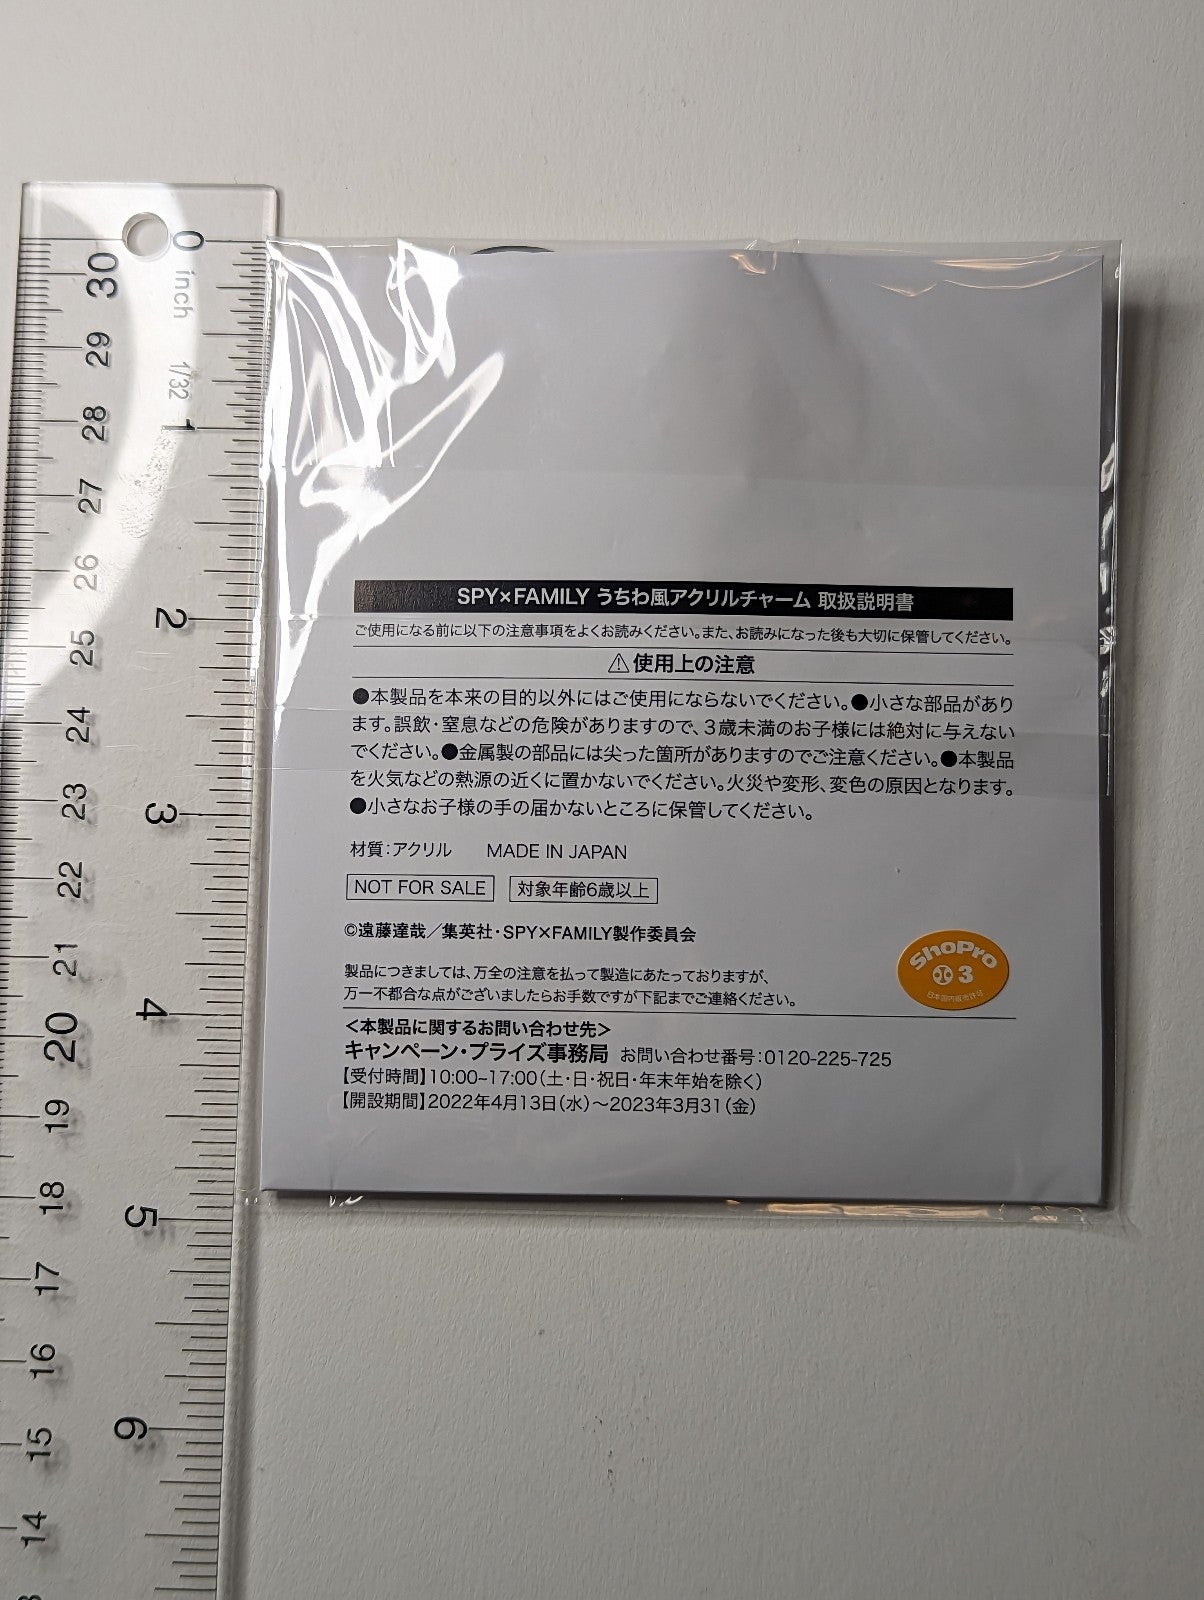 0
inch
1/32
1
2
3
4
5
6
30
29
28
27
26
25
24
23
22
21
20
19
18
17
16
15
14
SPY×FAMILY うちわ風アクリルチャーム 取扱説明書
ご使用になる前に以下の注意事項をよくお読みください。また、お読みになった後も大切に保管してください。
⚠使用上の注意
●本製品を本来の目的以外にはご使用にならないでください。●小さな部品があり
ます。誤飲・窒息などの危険がありますので、3歳未満のお子様には絶対に与えない
でください。●金属製の部品には尖った箇所がありますのでご注意ください。●本製品
を火気などの熱源の近くに置かないでください。火災や変形、変色の原因となります。
●小さなお子様の手の届かないところに保管してください。
材質:アクリル MADE IN JAPAN
NOT FOR SALE 対象年齢6歳以上
©遠藤達哉/集英社・SPY×FAMILY製作委員会
ShoPro
3
日本国内販売許諾
製品につきましては、万全の注意を払って製造にあたっておりますが、
万一不都合な点がございましたらお手数ですが下記までご連絡ください。
<本製品に関するお問い合わせ先>
キャンペーン・プライズ事務局 お問い合わせ番号:0120-225-725
【受付時間】10:00~17:00(土・日・祝日・年末年始を除く)
【開設期間】2022年4月13日(水)〜2023年3月31(金)